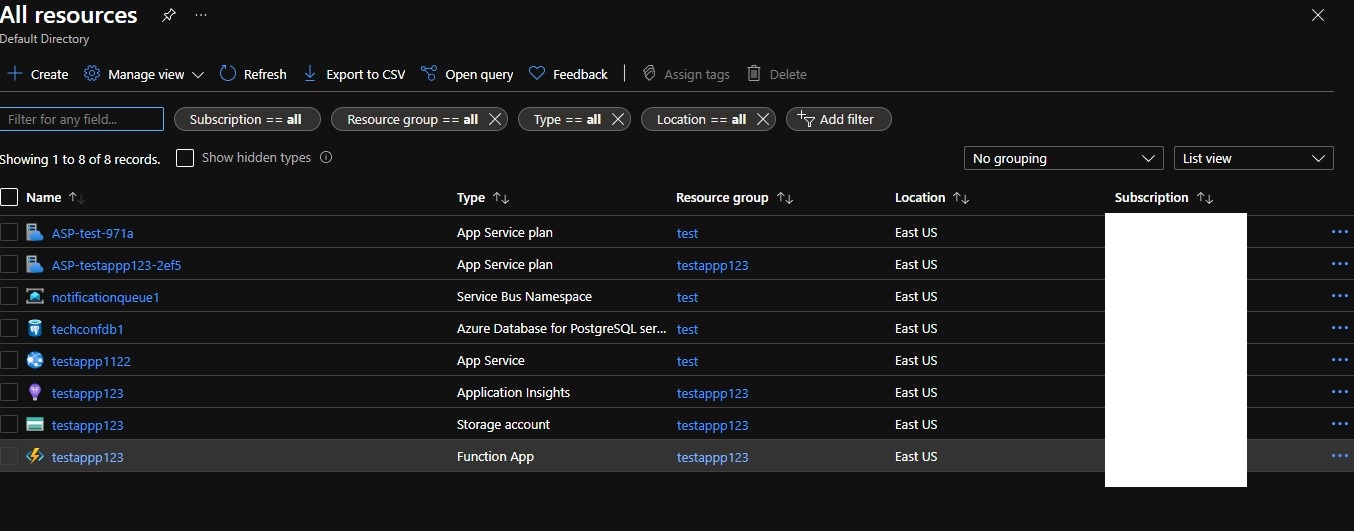 All resources
Default Directory
Create Manage view Refresh Export to CSV Open query Feedback Assign tags Delete
Filter for any field... Subscription == all Resource group == all Type == all Location == all Add filter
Showing 1 to 8 of 8 records. Show hidden types No grouping List view
Name Type Resource group Location Subscription
ASP-test-971a App Service plan test East US
ASP-testappp123-2ef5 App Service plan testappp123 East US
notificationqueue1 Service Bus Namespace test East US
techconfdb1 Azure Database for PostgreSQL ser... test East US
testappp1122 App Service test East US
testappp123 Application Insights testappp123 East US
testappp123 Storage account testappp123 East US
testappp123 Function App testappp123 East US